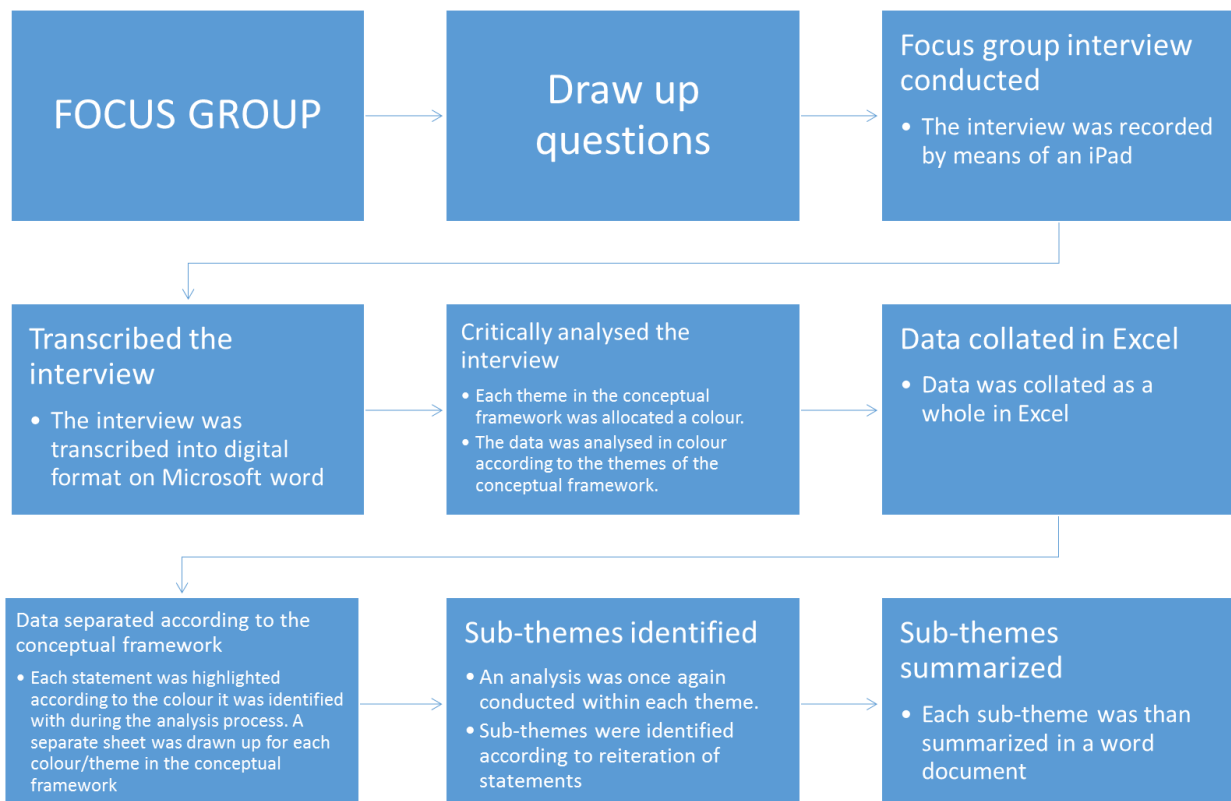 FOCUS GROUP
Draw up
questions
Focus group interview
conducted
• The interview was recorded
by means of an iPad
Transcribed the
interview
• The interview was
transcribed into digital
format on Microsoft word
Critically analysed the
interview
• Each theme in the conceptual
framework was allocated a colour.
• The data was analysed in colour
according to the themes of the
conceptual framework.
Data collated in Excel
• Data was collated as a
whole in Excel
Data separated according to the
conceptual framework
• Each statement was highlighted
according to the colour it was identified
with during the analysis process. A
separate sheet was drawn up for each
colour/theme in the conceptual
framework
Sub-themes identified
• An analysis was once again
conducted within each theme.
• Sub-themes were identified
according to reiteration of
statements
Sub-themes
summarized
• Each sub-theme was than
summarized in a word
document